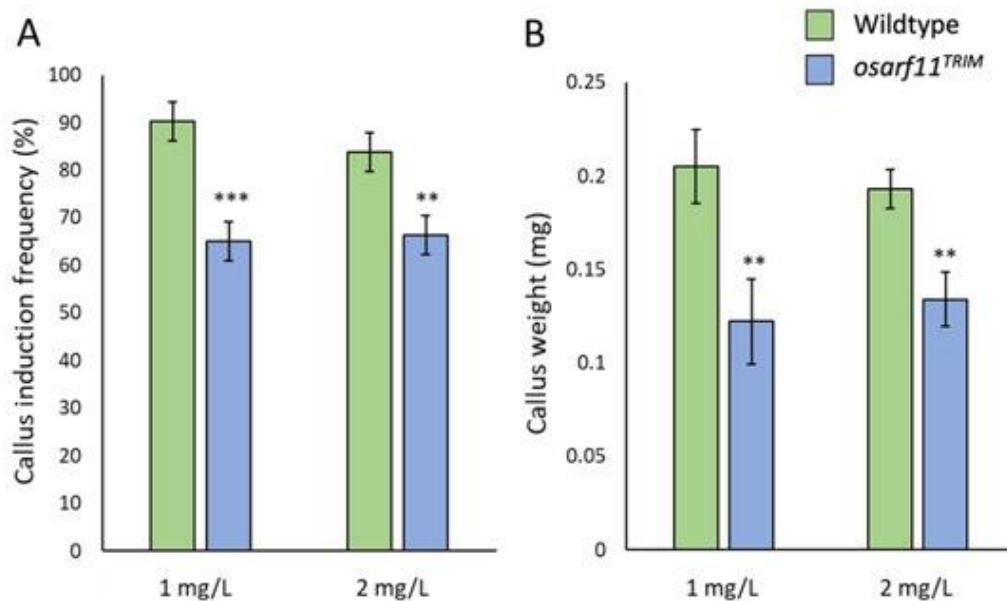 A
B
Wildtype
osarf11TRIM
Callus induction frequency (%)
100
90
80
70
60
50
40
30
20
10
0
***
**
1 mg/L
2 mg/L
Callus weight (mg)
0.25
0.2
0.15
0.1
0.05
0
**
**
1 mg/L
2 mg/L